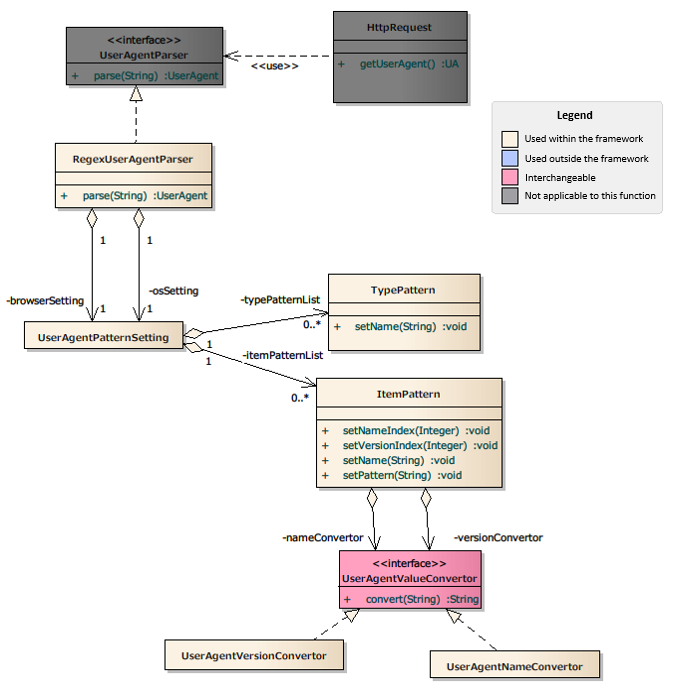 <<interface>>
UserAgentParser
+ parse(String) :UserAgent
<<use>>
HttpRequest
+ getUserAgent() :UA
Legend
Used within the framework
Used outside the framework
Interchangeable
Not applicable to this function
RegexUserAgentParser
+ parse(String) :UserAgent
1
1
-browserSetting
-osSetting
1
1
UserAgentPatternSetting
1
1
-typePatternList
0..*
-itemPatternList
0..*
TypePattern
+ setName(String) :void
ItemPattern
+ setNameIndex(Integer) :void
+ setVersionIndex(Integer) :void
+ setName(String) :void
+ setPattern(String) :void
-nameConvertor
-versionConvertor
<<interface>>
UserAgentValueConvertor
+ convert(String) :String
UserAgentVersionConvertor
UserAgentNameConvertor